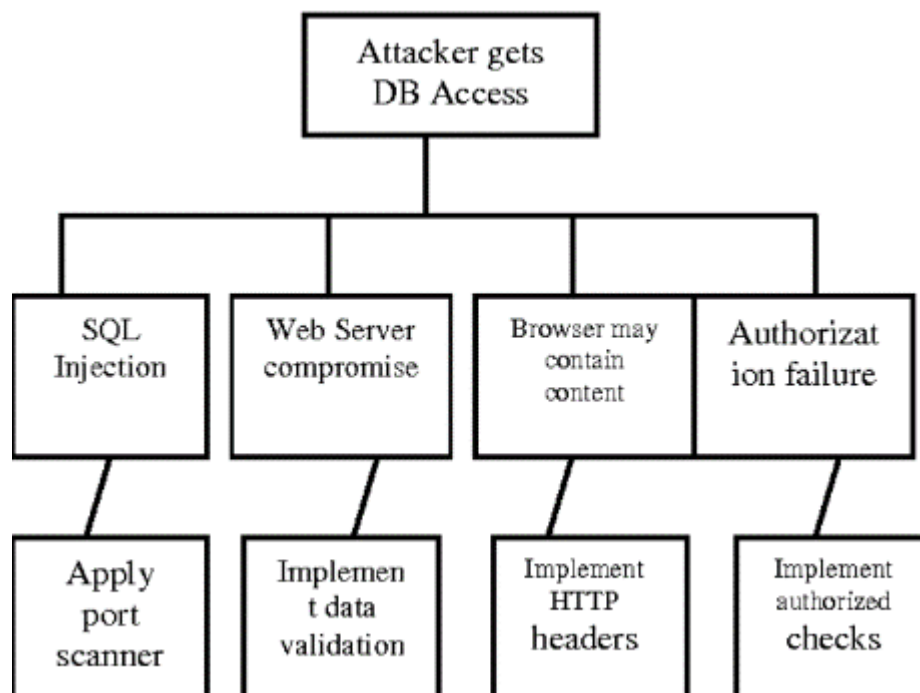 Attacker gets
DB Access
SQL
Injection
Web Server
compromise
Browser may
contain
content
Authorizat
ion failure
Apply
port
scanner
Implemen
t data
validation
Implement
HTTP
headers
Implement
authorized
checks